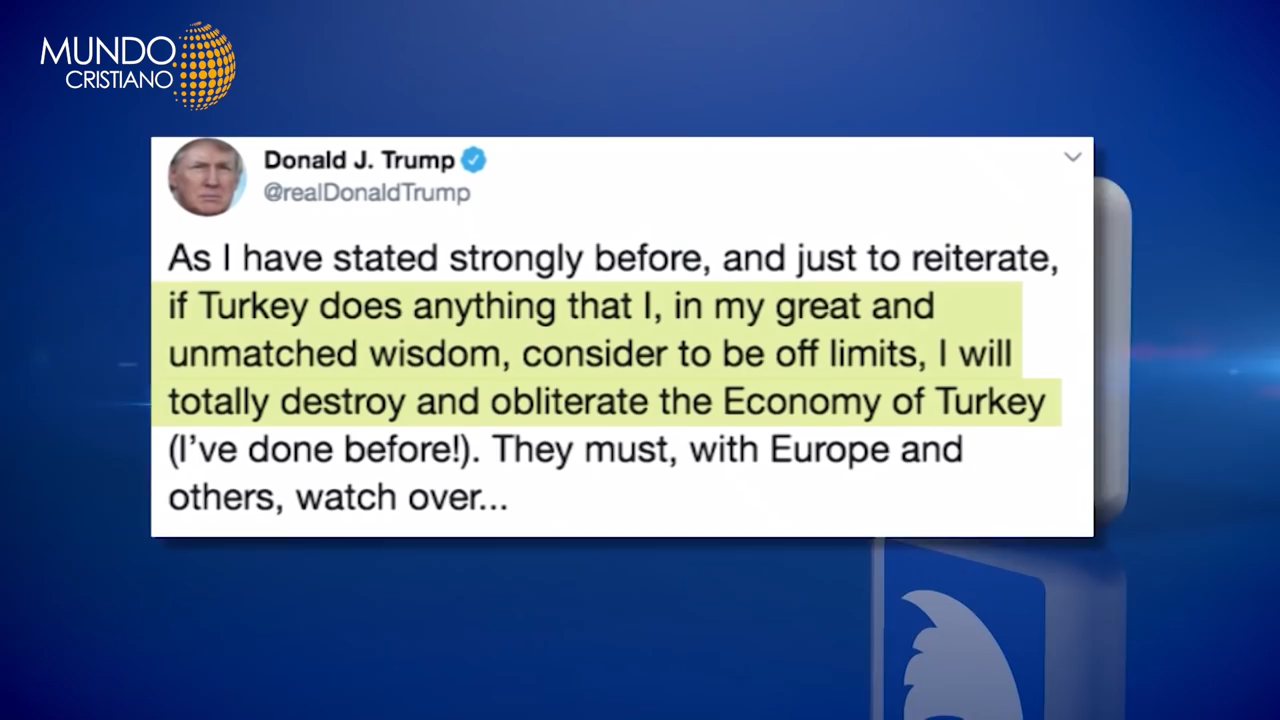 MUNDO
CRISTIANO
Donald J. Trump
@realDonaldTrump
As I have stated strongly before, and just to reiterate,
if Turkey does anything that I, in my great and
unmatched wisdom, consider to be off limits, I will
totally destroy and obliterate the Economy of Turkey
(I’ve done before!). They must, with Europe and
others, watch over...